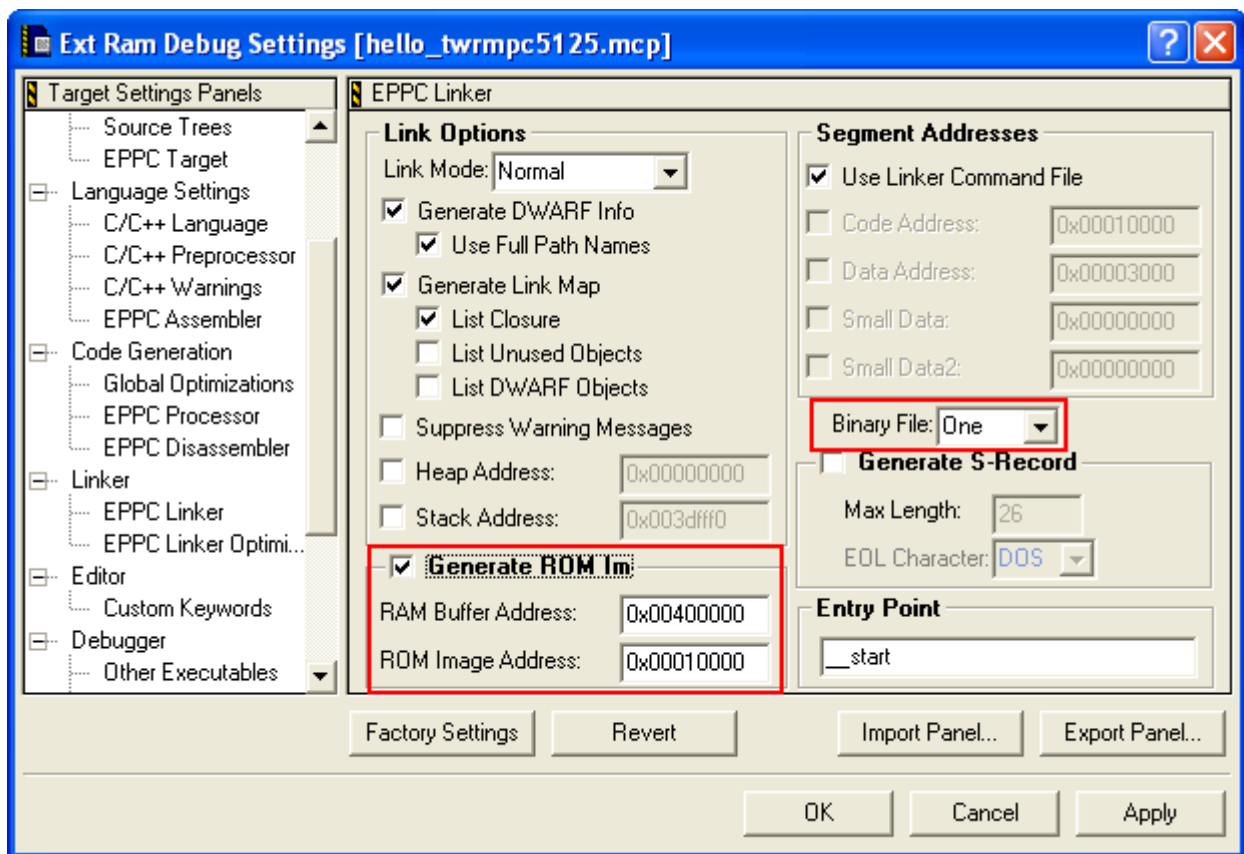 Ext Ram Debug Settings [hello_twrmpc5125.mcp]
Target Settings Panels
Source Trees
EPPC Target
Language Settings
C/C++ Language
C/C++ Preprocessor
C/C++ Warnings
EPPC Assembler
Code Generation
Global Optimizations
EPPC Processor
EPPC Disassembler
Linker
EPPC Linker
EPPC Linker Optimi...
Editor
Custom Keywords
Debugger
Other Executables
EPPC Linker
Link Options
Link Mode: Normal
Generate DWARF Info
Use Full Path Names
Generate Link Map
List Closure
List Unused Objects
List DWARF Objects
Suppress Warning Messages
Heap Address: 0x00000000
Stack Address: 0x003dfff0
Generate ROM Im
RAM Buffer Address: 0x00400000
ROM Image Address: 0x00010000
Segment Addresses
Use Linker Command File
Code Address: 0x00010000
Data Address: 0x00003000
Small Data: 0x00000000
Small Data2: 0x00000000
Binary File: One
Generate S-Record
Max Length: 26
EOL Character: DOS
Entry Point
__start
Factory Settings Revert Import Panel... Export Panel...
OK Cancel Apply